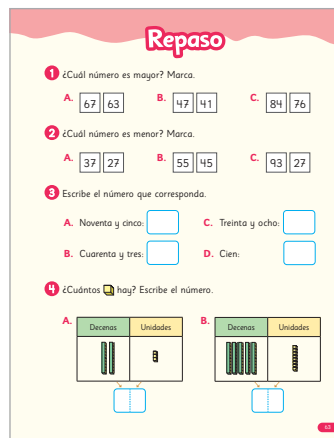 Repaso
1 ¿Cuál número es mayor? Marca.
A. 67 63 B. 47 41 C. 84 76
2 ¿Cuál número es menor? Marca.
A. 37 27 B. 55 45 C. 93 27
3 Escribe el número que corresponda.
A. Noventa y cinco: C. Treinta y ocho:
B. Cuarenta y tres: D. Cien:
4 ¿Cuántos hay? Escribe el número.
A. Decenas Unidades B. Decenas Unidades